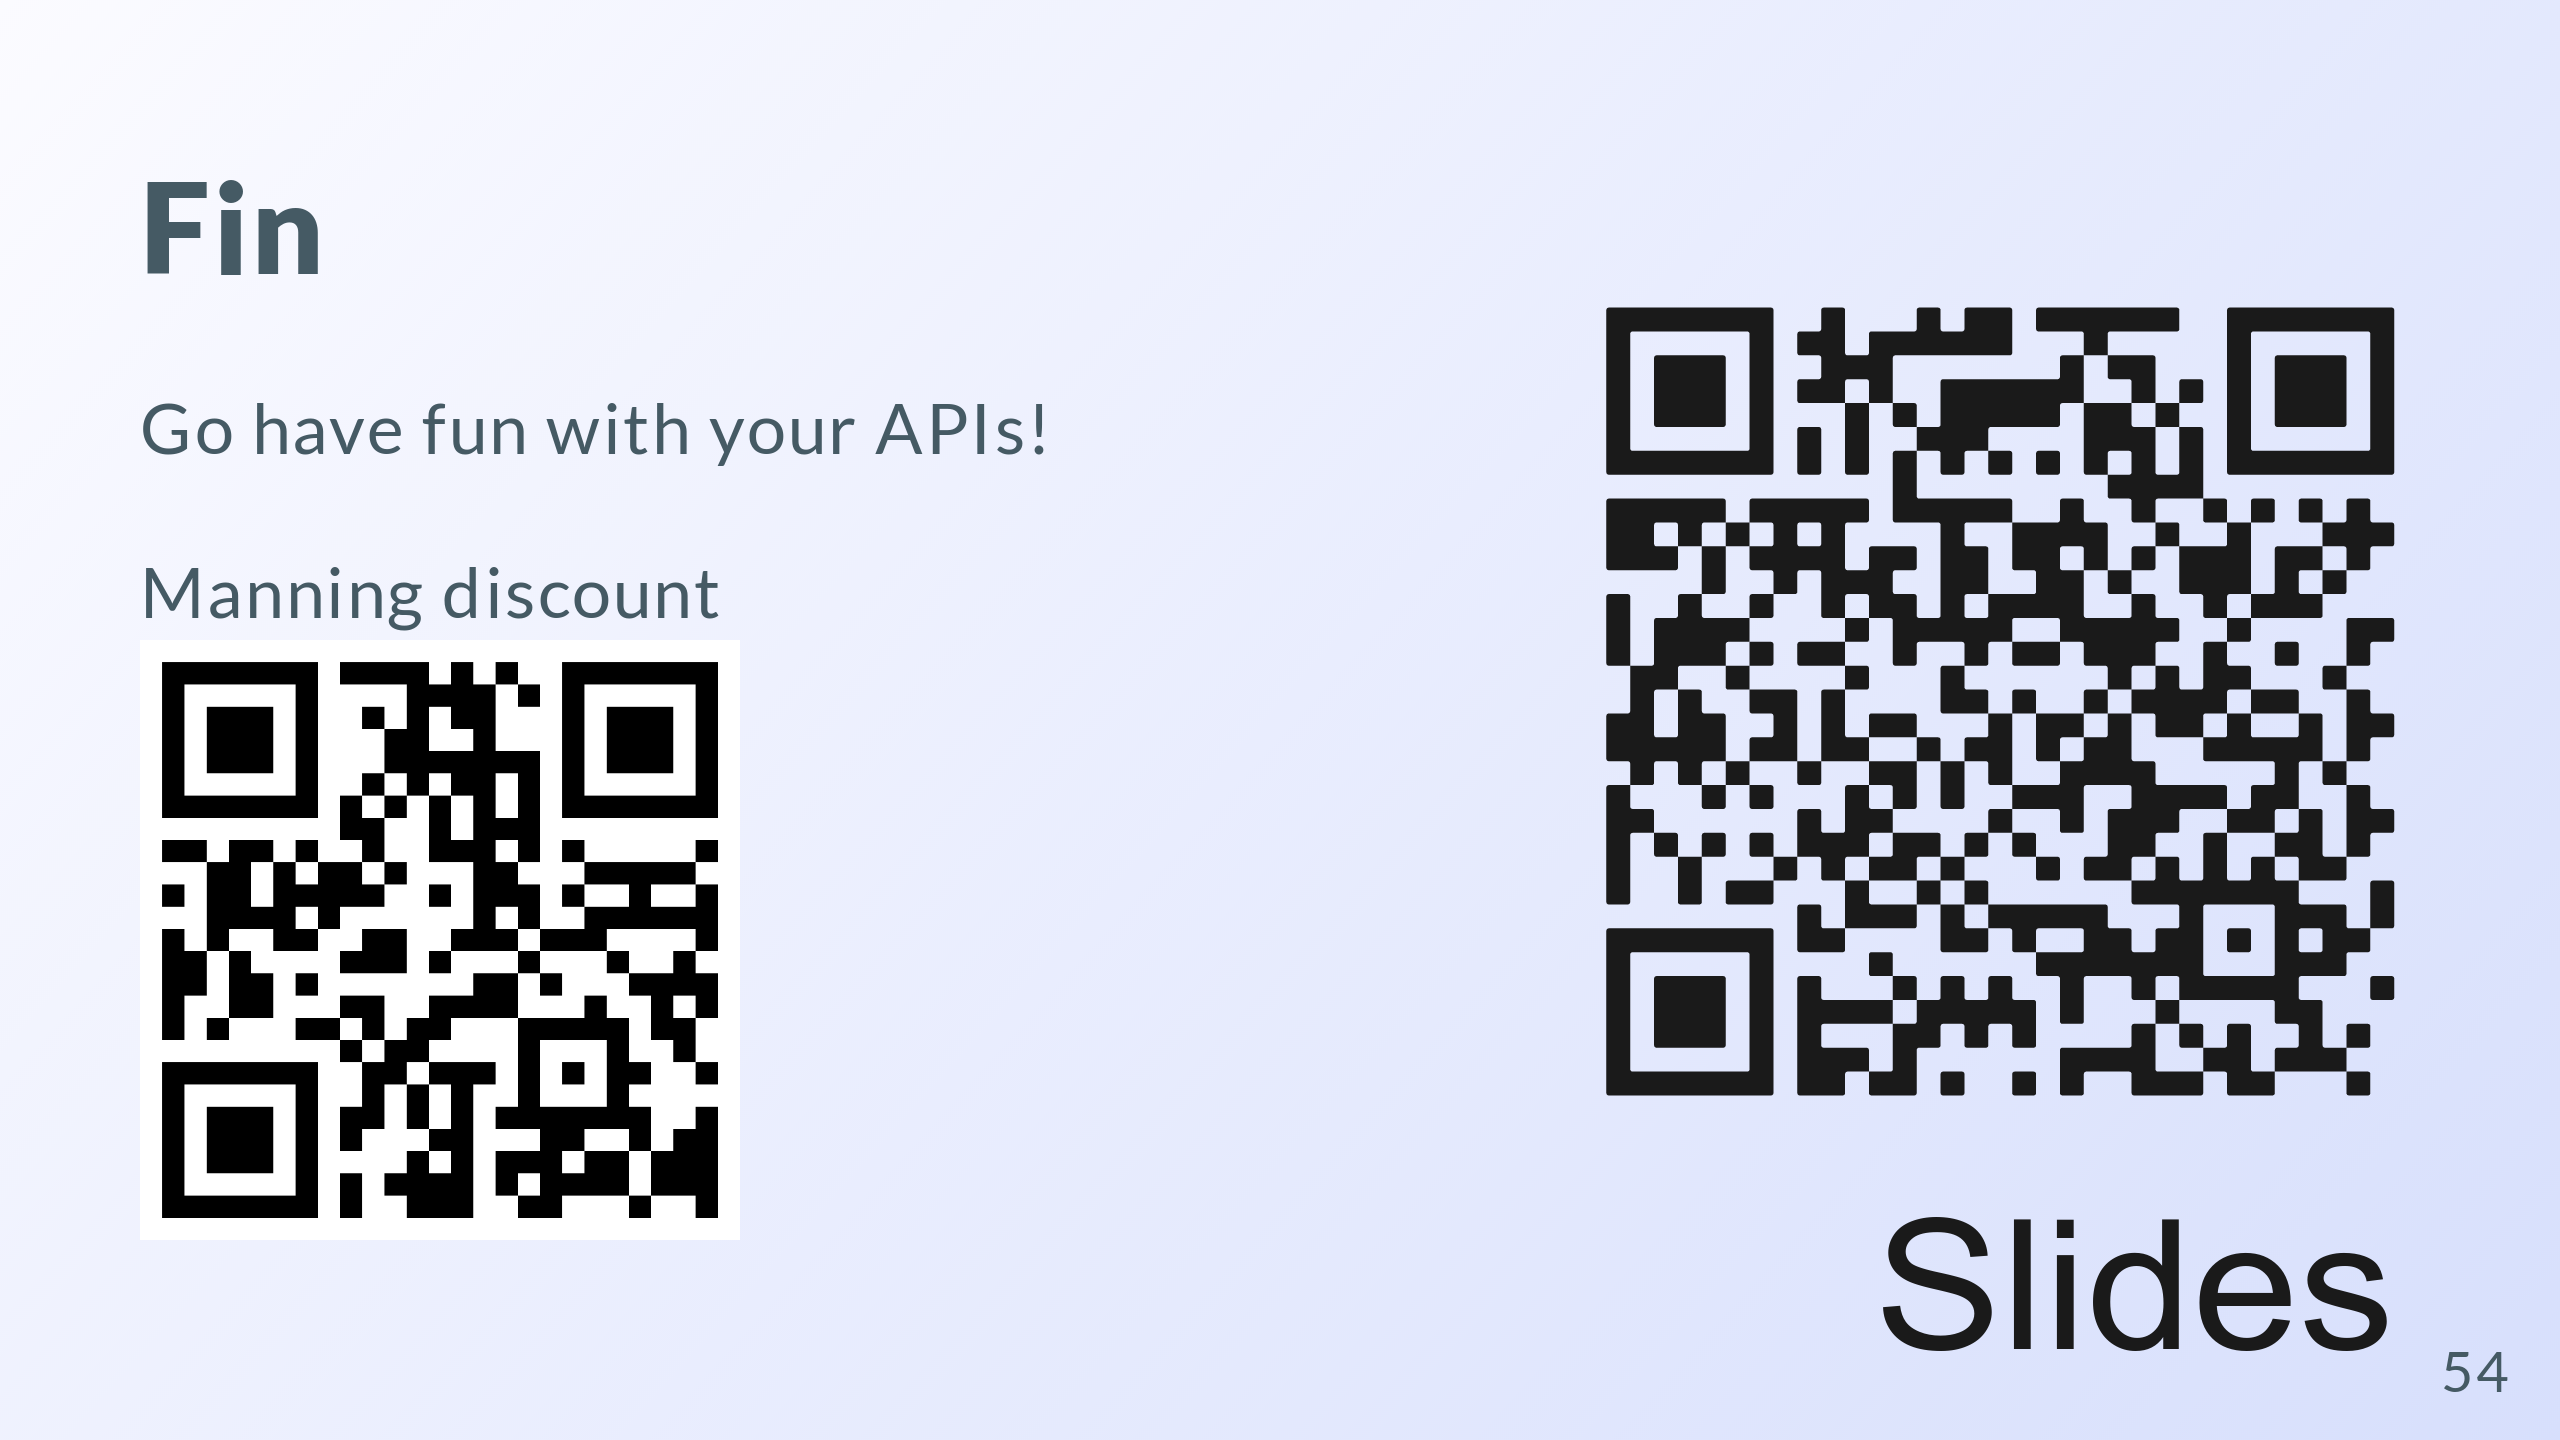 Fin
Go have fun with your APIs!
Manning discount
Slides
54